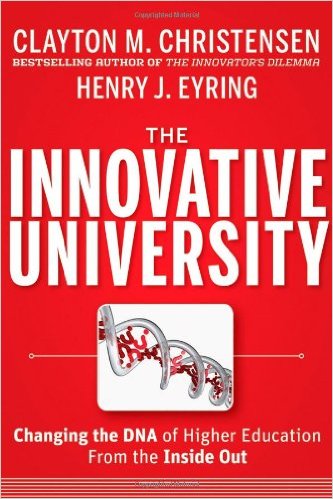 CLAYTON M. CHRISTENSEN
BESTSELLING AUTHOR OF THE INNOVATOR'S DILEMMA
HENRY J. EYRING
THE
INNOVATIVE
UNIVERSITY
Changing the DNA of Higher Education
From the Inside Out